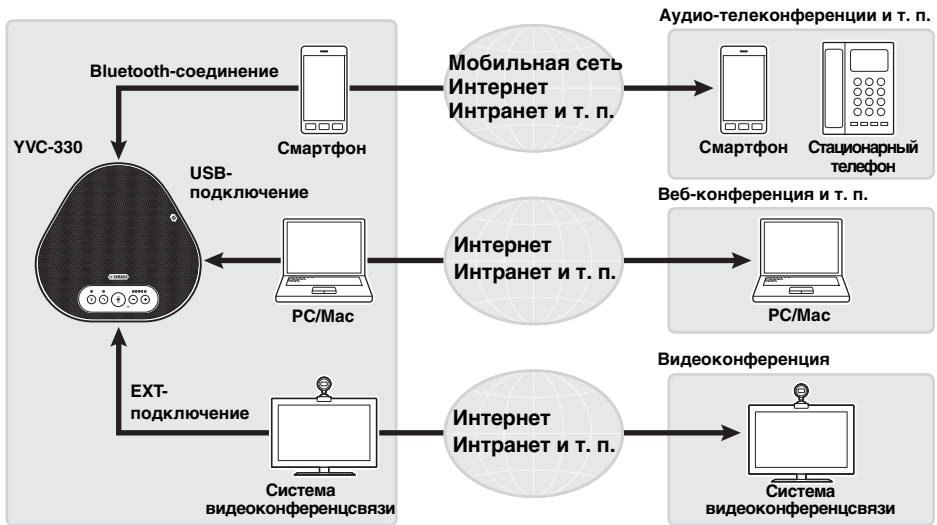 Аудио-телеконференции и т. п.
Bluetooth-соединение
Мобильная сеть
Интернет
Интранет и т. п.
YVC-330
Смартфон
Смартфон
Стационарный
телефон
USB-
подключение
Веб-конференция и т. п.
Интернет
Интранет и т. п.
YAMAHA
PC/Mac
PC/Mac
Видеоконференция
EXT-
подключение
Интернет
Интранет и т. п.
Система
видеоконференцсвязи
Система
видеоконференцсвязи